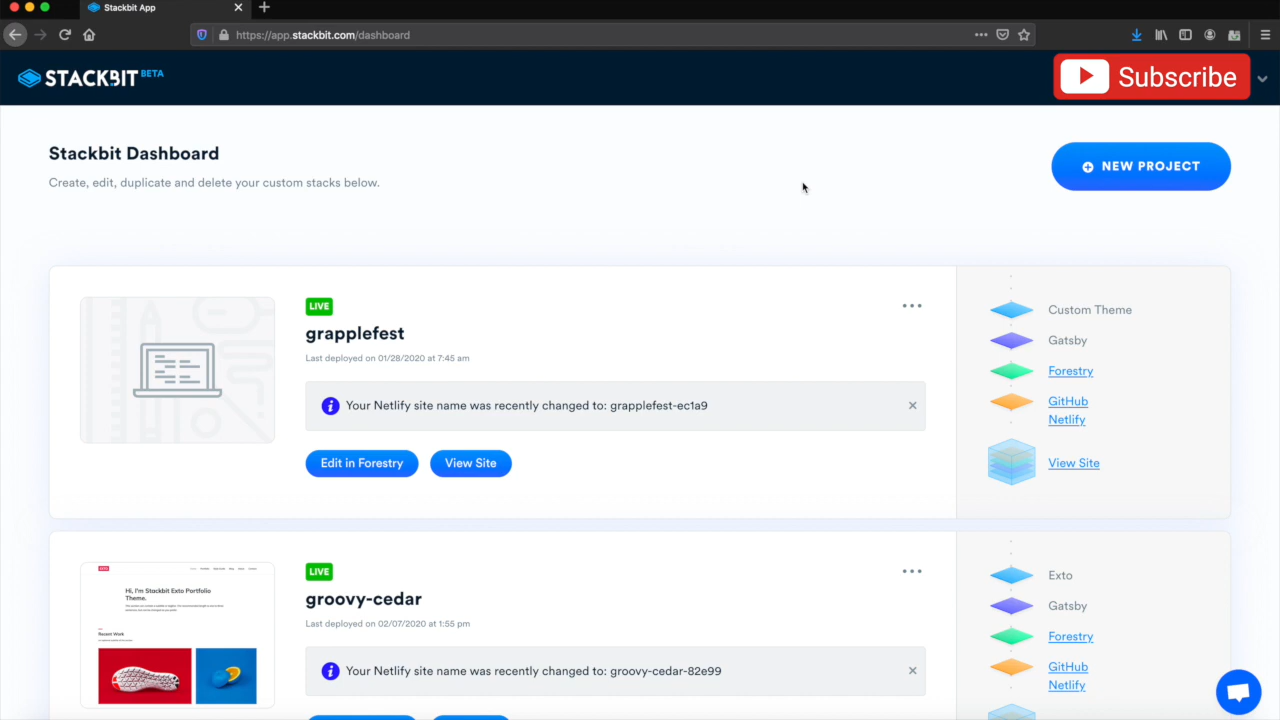 Stackbit App
https://app.stackbit.com/dashboard
STACKBIT BETA
Subscribe
Stackbit Dashboard
Create, edit, duplicate and delete your custom stacks below.
NEW PROJECT
LIVE
grapplefest
Last deployed on 01/28/2020 at 7:45 am
Your Netlify site name was recently changed to: grapplefest-ec1a9
Edit in Forestry
View Site
Custom Theme
Gatsby
Forestry
GitHub
Netlify
View Site
LIVE
groovy-cedar
Last deployed on 02/07/2020 at 1:55 pm
Your Netlify site name was recently changed to: groovy-cedar-82e99
Hi, I'm Stackbit Exto Portfolio
Theme.
Recent Work
Exto
Gatsby
Forestry
GitHub
Netlify